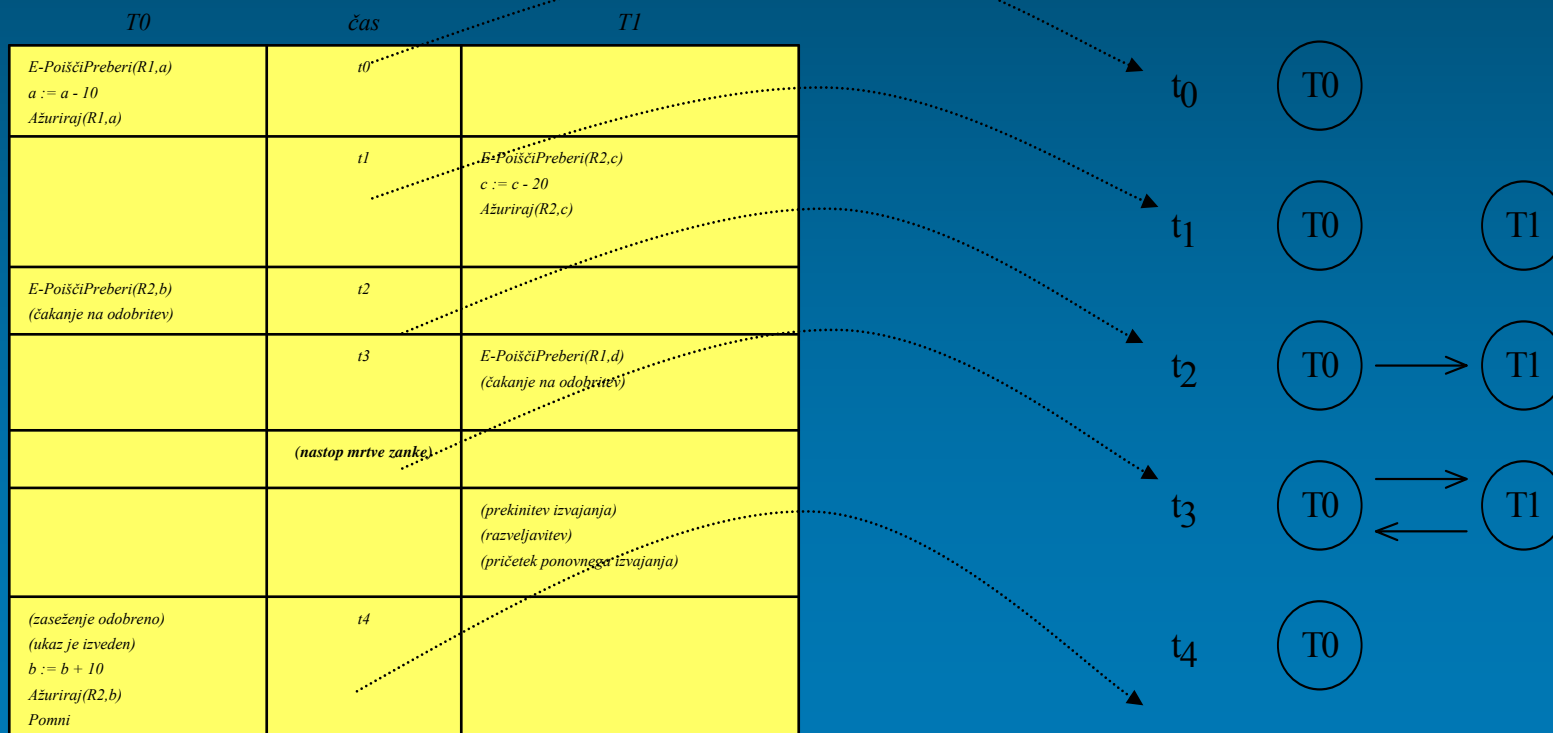 T0 čas T1
E-PoiščiPreberi(R1,a) t0
a := a - 10
Ažuriraj(R1,a)
t1 E-PoiščiPreberi(R2,c)
c := c - 20
Ažuriraj(R2,c)
E-PoiščiPreberi(R2,b) t2
(čakanje na odobritev)
t3 E-PoiščiPreberi(R1,d)
(čakanje na odobritev)
(nastop mrtve zanke)
(prekinitev izvajanja)
(razveljavitev)
(pričetek ponovnega izvajanja)
(zaseženje odobreno) t4
(ukaz je izveden)
b := b + 10
Ažuriraj(R2,b)
Pomni
t0 T0
t1 T0 T1
t2 T0 T1
t3 T0 T1
t4 T0